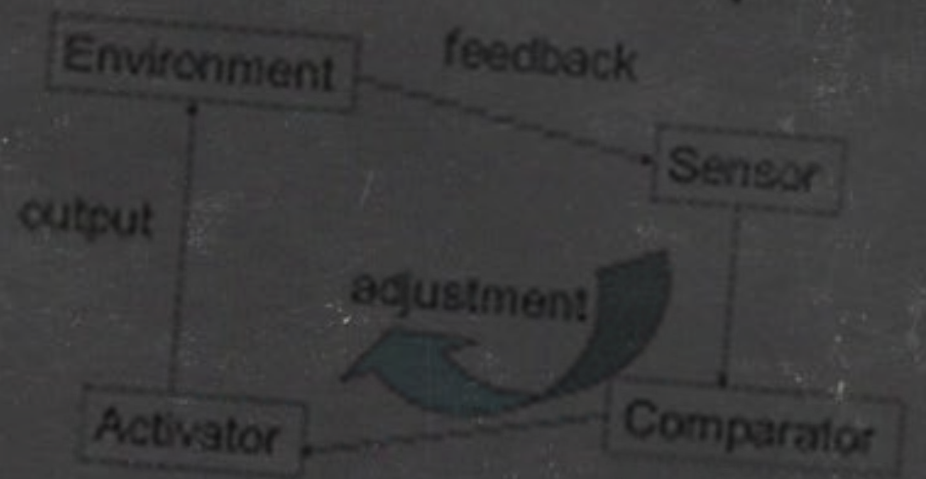 Environment
feedback
Sensor
output
adjustment
Activator
Comparator